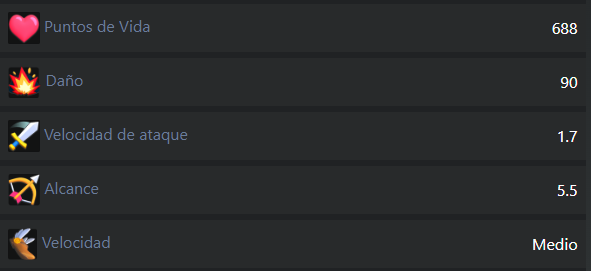 Puntos de Vida 688
Daño 90
Velocidad de ataque 1.7
Alcance 5.5
Velocidad Medio